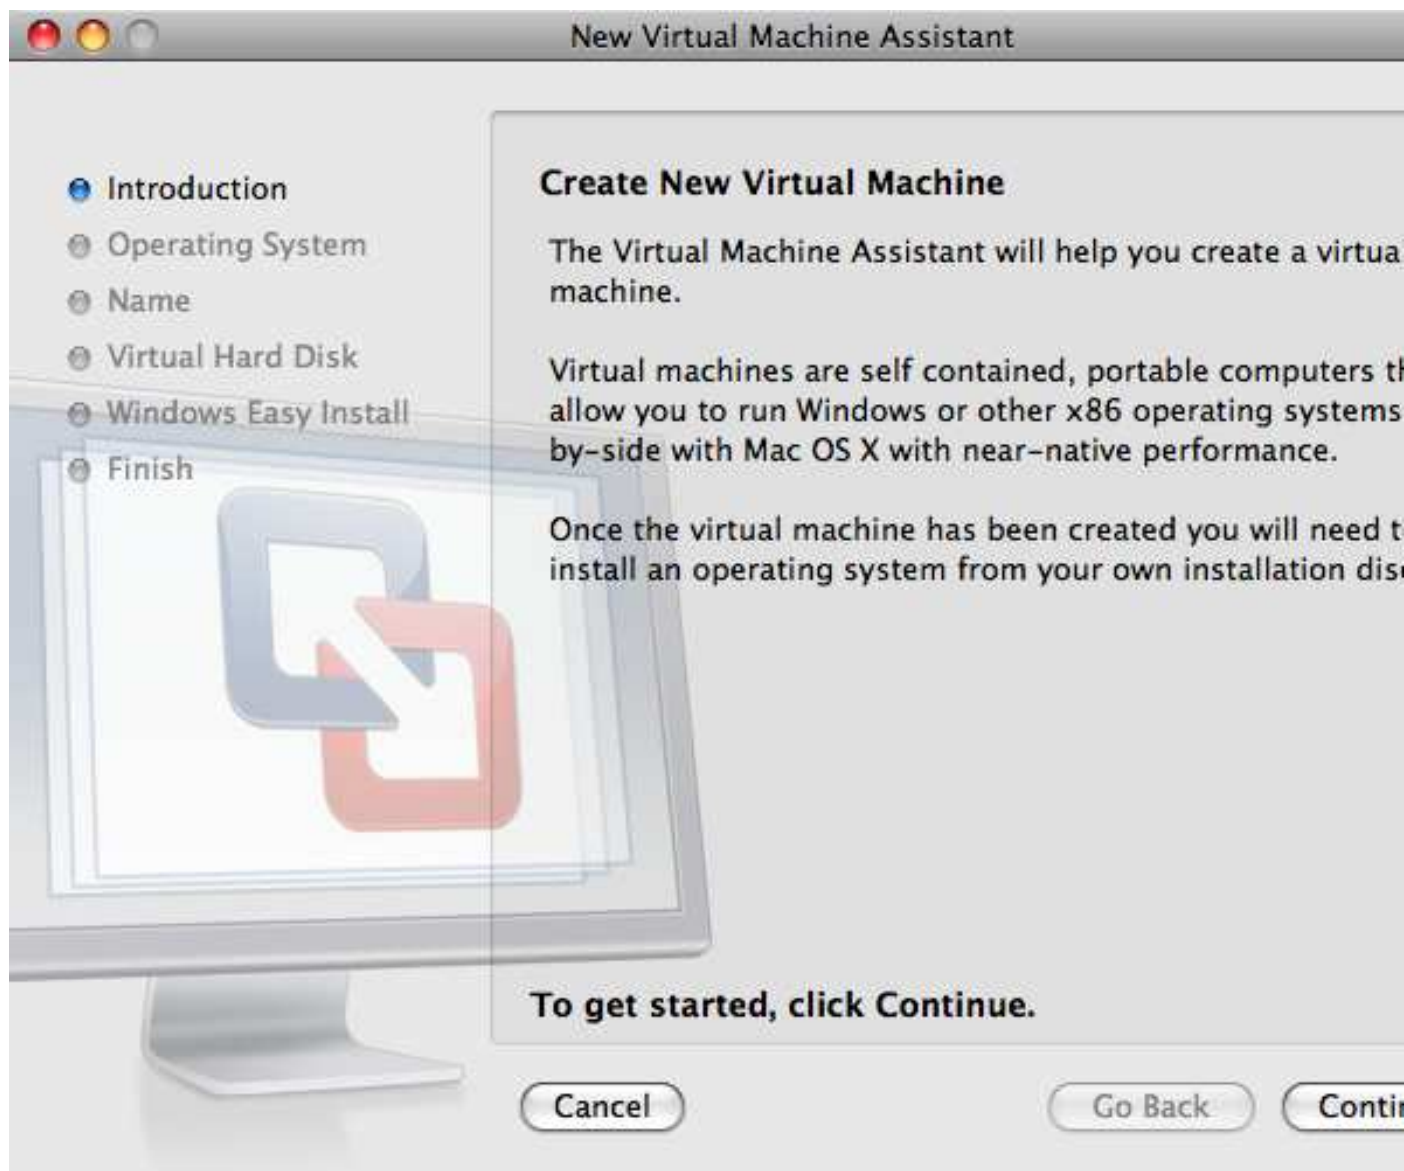 New Virtual Machine Assistant
Introduction
Operating System
Name
Virtual Hard Disk
Windows Easy Install
Finish
Create New Virtual Machine
The Virtual Machine Assistant will help you create a
machine.
Virtual machines are self contained, portable computers
allow you to run Windows or other x86 operating systems
by-side with Mac OS X with near-native performance.
Once the virtual machine has been created you will need
install an operating system from your own installation
To get started, click Continue.
Cancel
Go Back